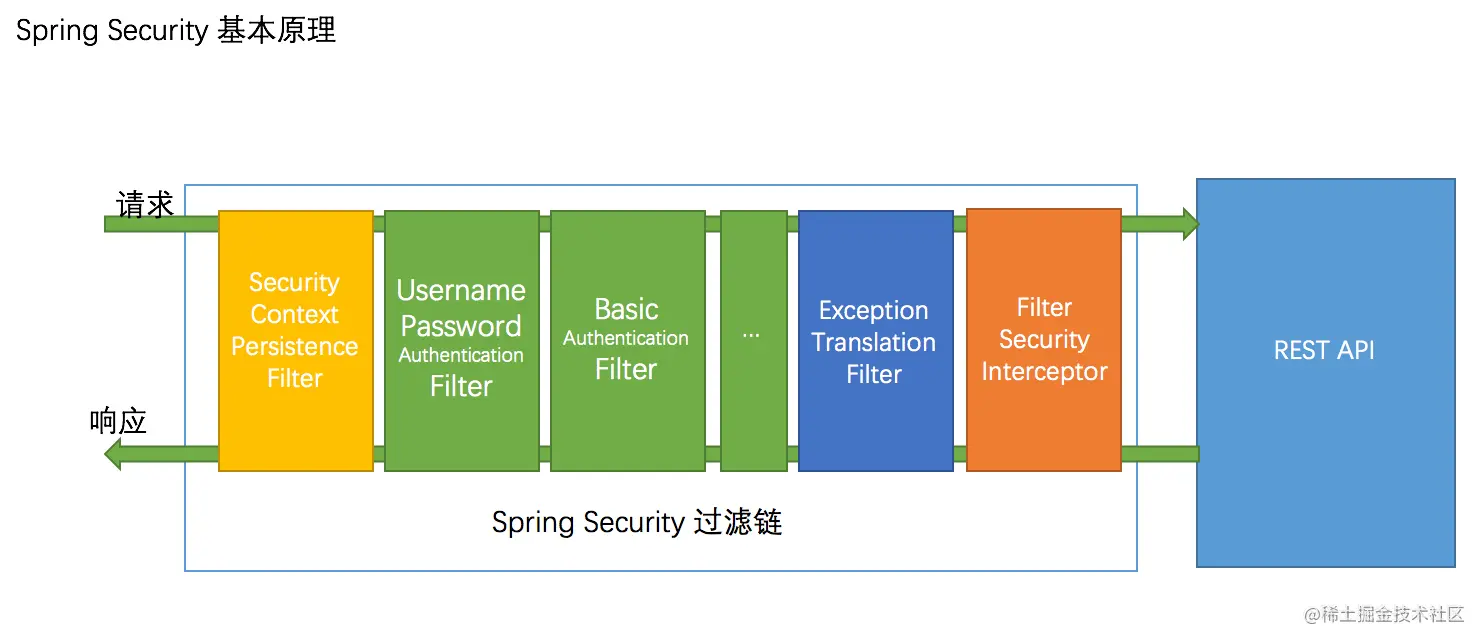 Spring Security 基本原理
请求
Security
Context
Persistence
Filter
Username
Password
Authentication
Filter
Basic
Authentication
Filter
...
Exception
Translation
Filter
Filter
Security
Interceptor
REST API
响应
Spring Security 过滤链
@稀土掘金技术社区